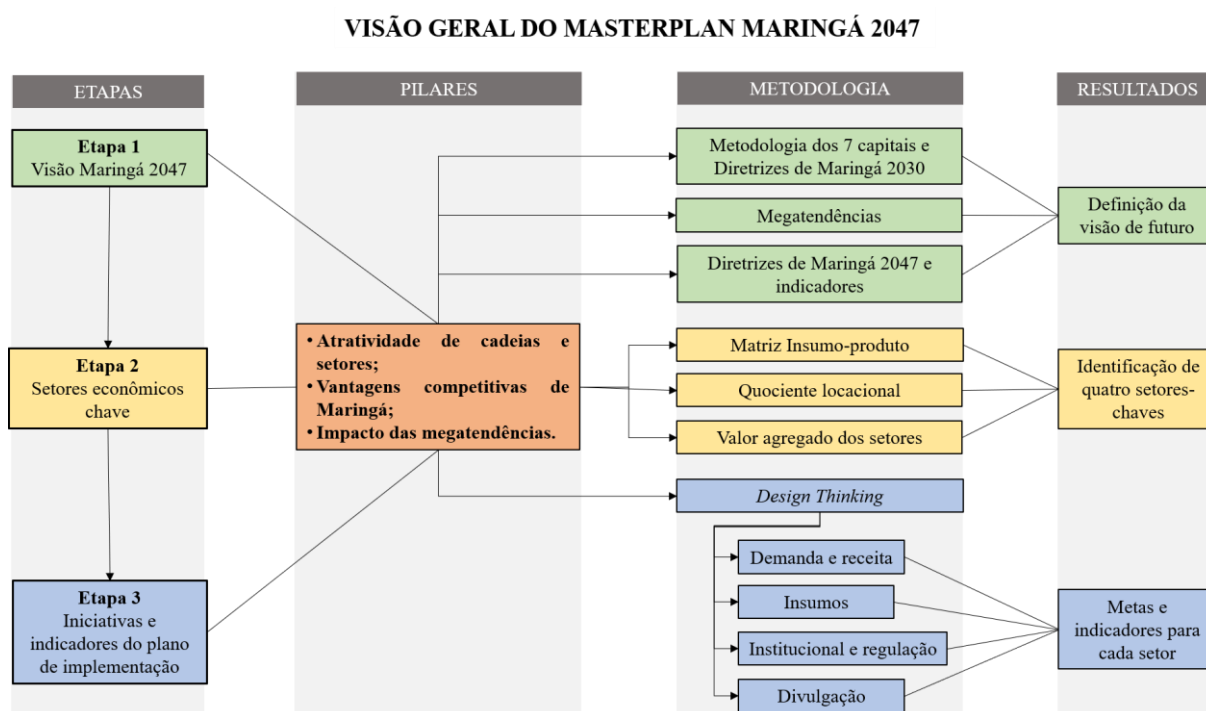 VISÃO GERAL DO MASTERPLAN MARINGÁ 2047
ETAPAS
PILARES
METODOLOGIA
RESULTADOS
Etapa 1
Visão Maringá 2047
Etapa 2
Setores econômicos
chave
Etapa 3
Iniciativas e
indicadores do plano
de implementação
• Atratividade de cadeias e
setores;
• Vantagens competitivas de
Maringá;
• Impacto das megatendências.
Metodologia dos 7 capitais e
Diretrizes de Maringá 2030
Megatendências
Diretrizes de Maringá 2047 e
indicadores
Matriz Insumo-produto
Quociente locacional
Valor agregado dos setores
Design Thinking
Demanda e receita
Insumos
Institucional e regulação
Divulgação
Definição da
visão de futuro
Identificação de
quatro setores-
chaves
Metas e
indicadores para
cada setor